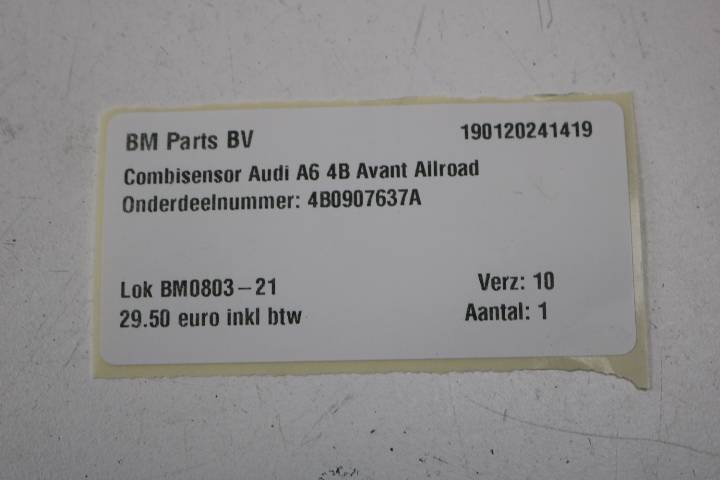 BM Parts BV 190120241419
Combisensor Audi A6 4B Avant Allroad
Onderdeelnummer: 4B0907637A
Lok BM0803-21 Verz: 10
29.50 euro inkl btw Aantal: 1